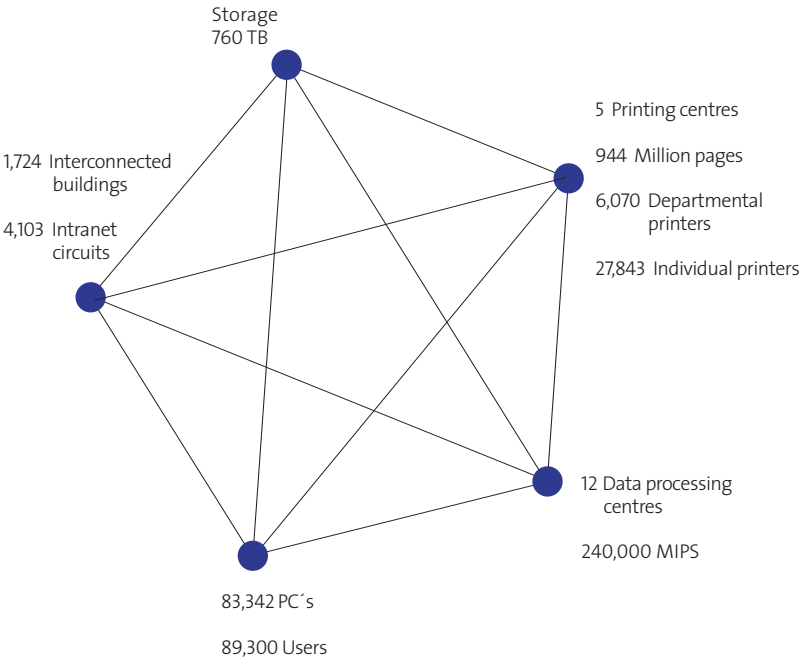 Storage
760 TB
5 Printing centres
944 Million pages
6,070 Departmental
printers
27,843 Individual printers
1,724 Interconnected
buildings
4,103 Intranet
circuits
12 Data processing
centres
240,000 MIPS
83,342 PC´s
89,300 Users